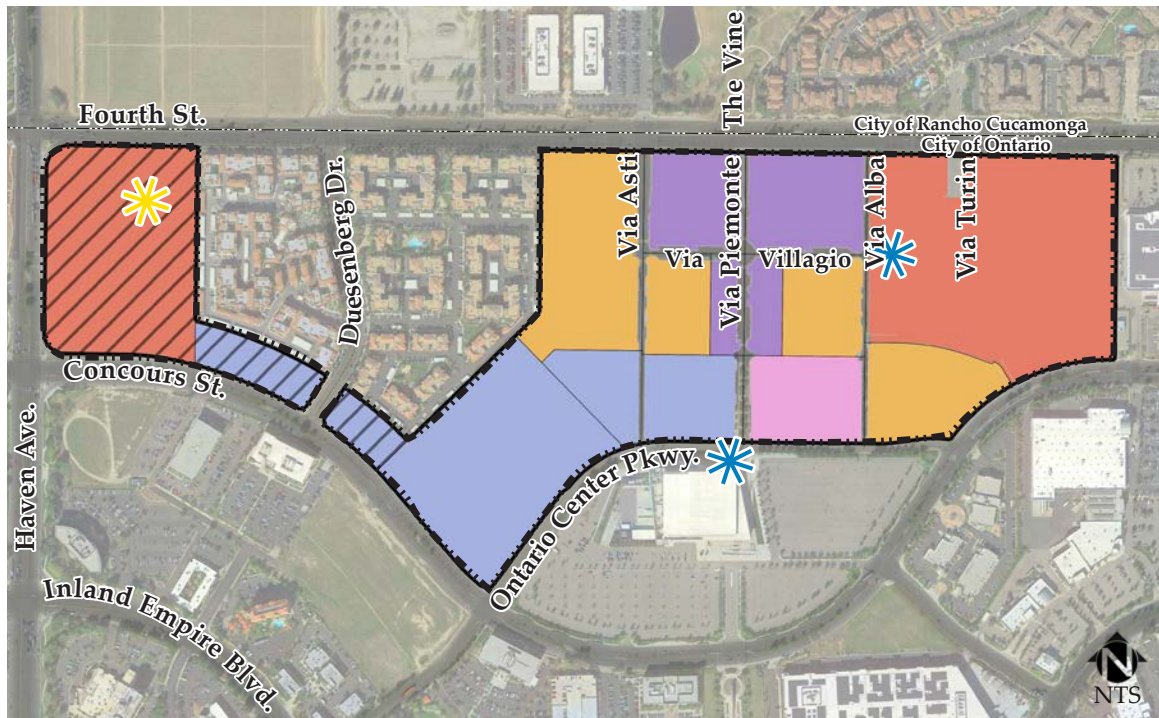 The Vine
Fourth St.
City of Rancho Cucamonga
City of Ontario
Duesenberg Dr.
Via Asti
Via Piemonte
Via Alba
Via Turin
Via Villagio
Concours St.
Haven Ave.
Ontario Center Pkwy.
Inland Empire Blvd.
N
NTS